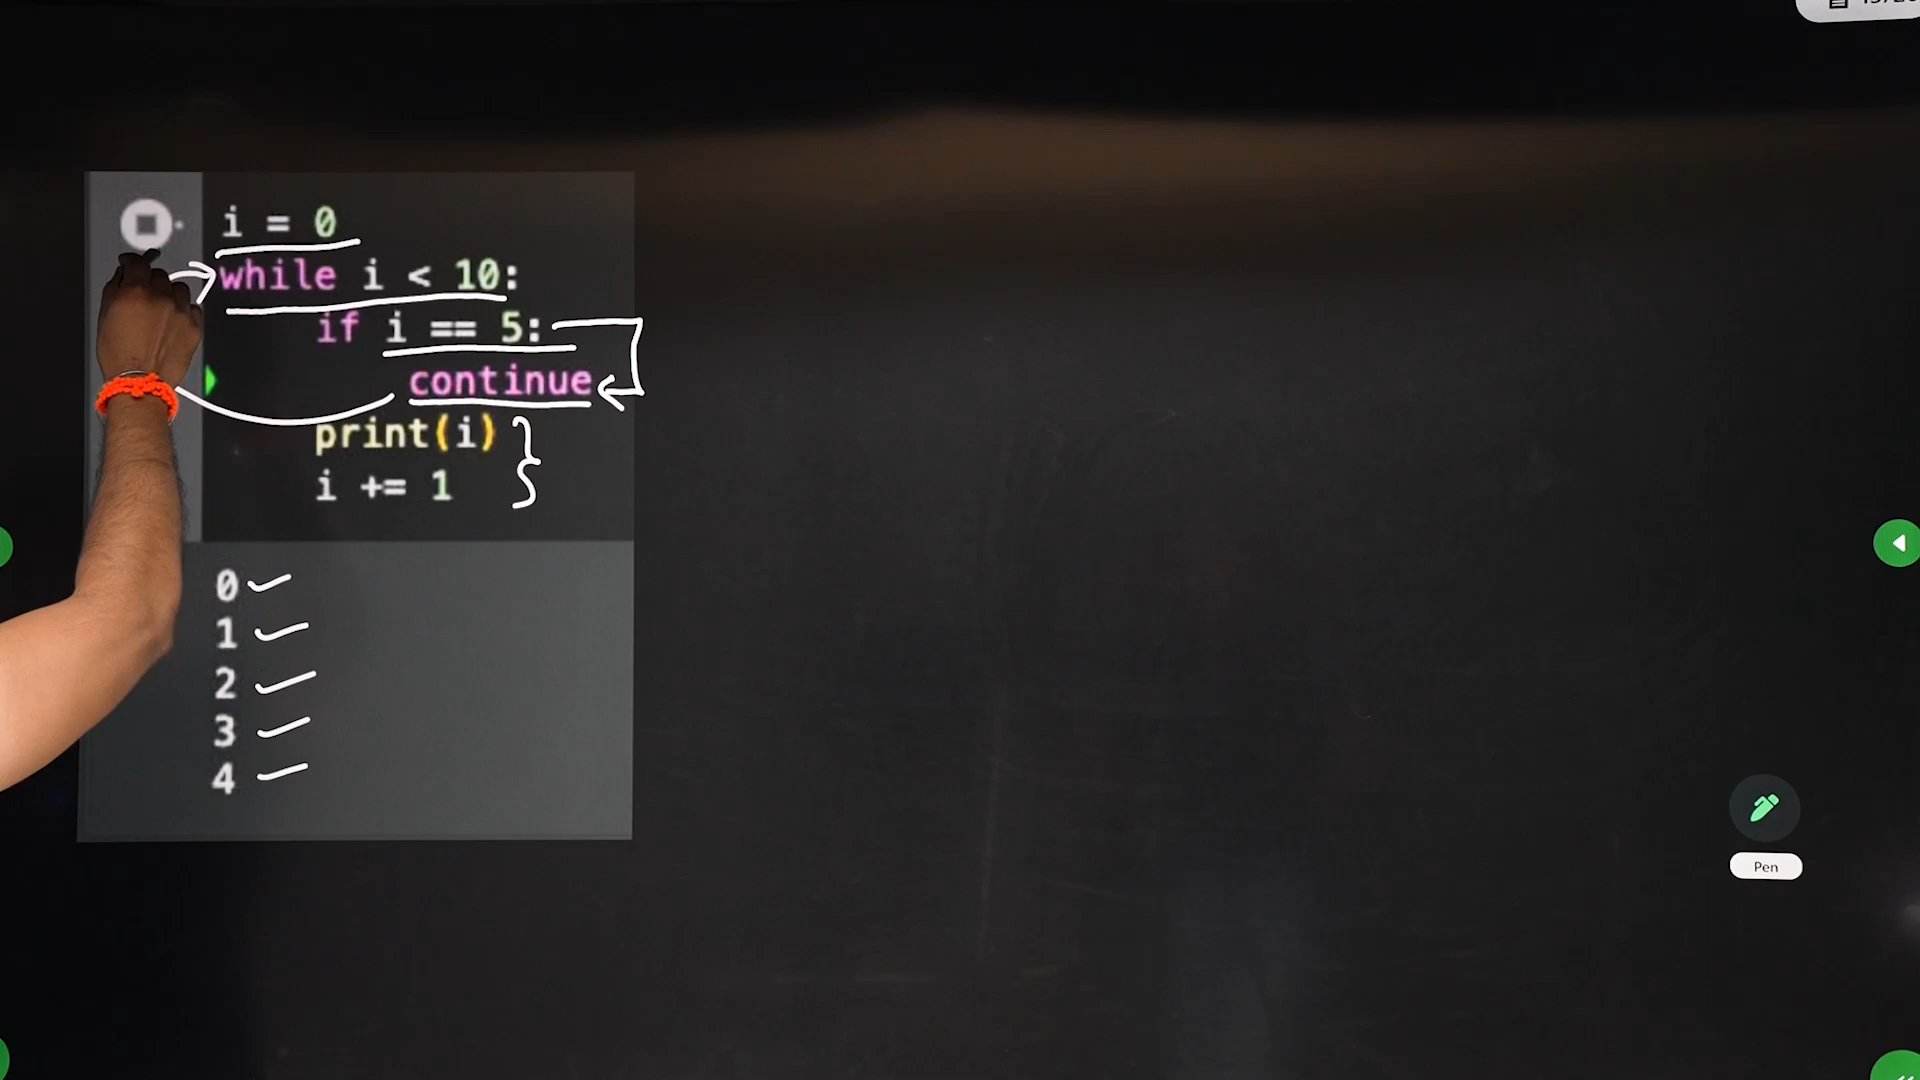 i = 0
while i < 10:
if i == 5:
continue
print(i)
i += 1
0
1
2
3
4
Pen